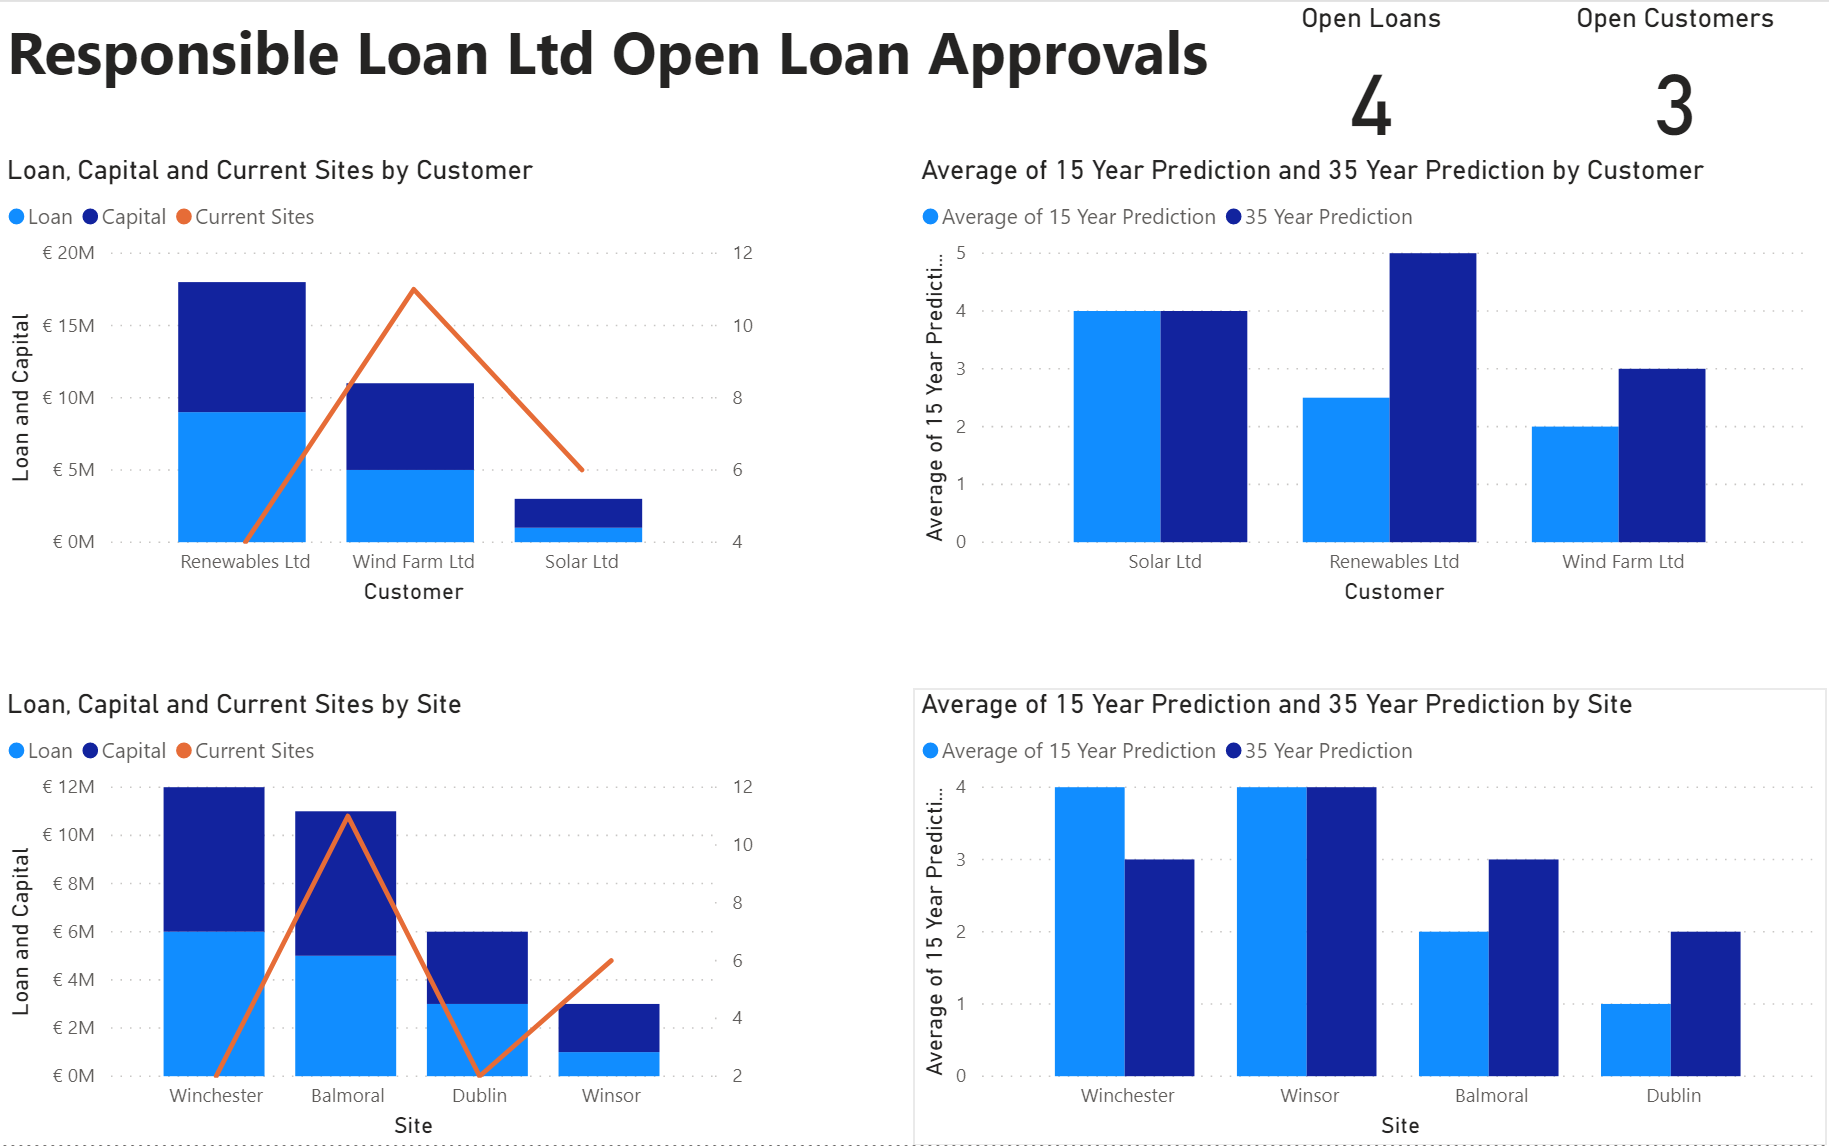 Responsible Loan Ltd Open Loan Approvals
Open Loans
4
Open Customers
3
Loan, Capital and Current Sites by Customer
Loan Capital Current Sites
Loan and Capital
€ 20M
€ 15M
€ 10M
€ 5M
€ 0M
12
10
8
6
4
Renewables Ltd Wind Farm Ltd Solar Ltd
Customer
Average of 15 Year Prediction and 35 Year Prediction by Customer
Average of 15 Year Prediction 35 Year Prediction
Average of 15 Year Predicti...
5
4
3
2
1
0
Solar Ltd Renewables Ltd Wind Farm Ltd
Customer
Loan, Capital and Current Sites by Site
Loan Capital Current Sites
Loan and Capital
€ 12M
€ 10M
€ 8M
€ 6M
€ 4M
€ 2M
€ 0M
12
10
8
6
4
2
Winchester Balmoral Dublin Winsor
Site
Average of 15 Year Prediction and 35 Year Prediction by Site
Average of 15 Year Prediction 35 Year Prediction
Average of 15 Year Predicti...
4
3
2
1
0
Winchester Winsor Balmoral Dublin
Site